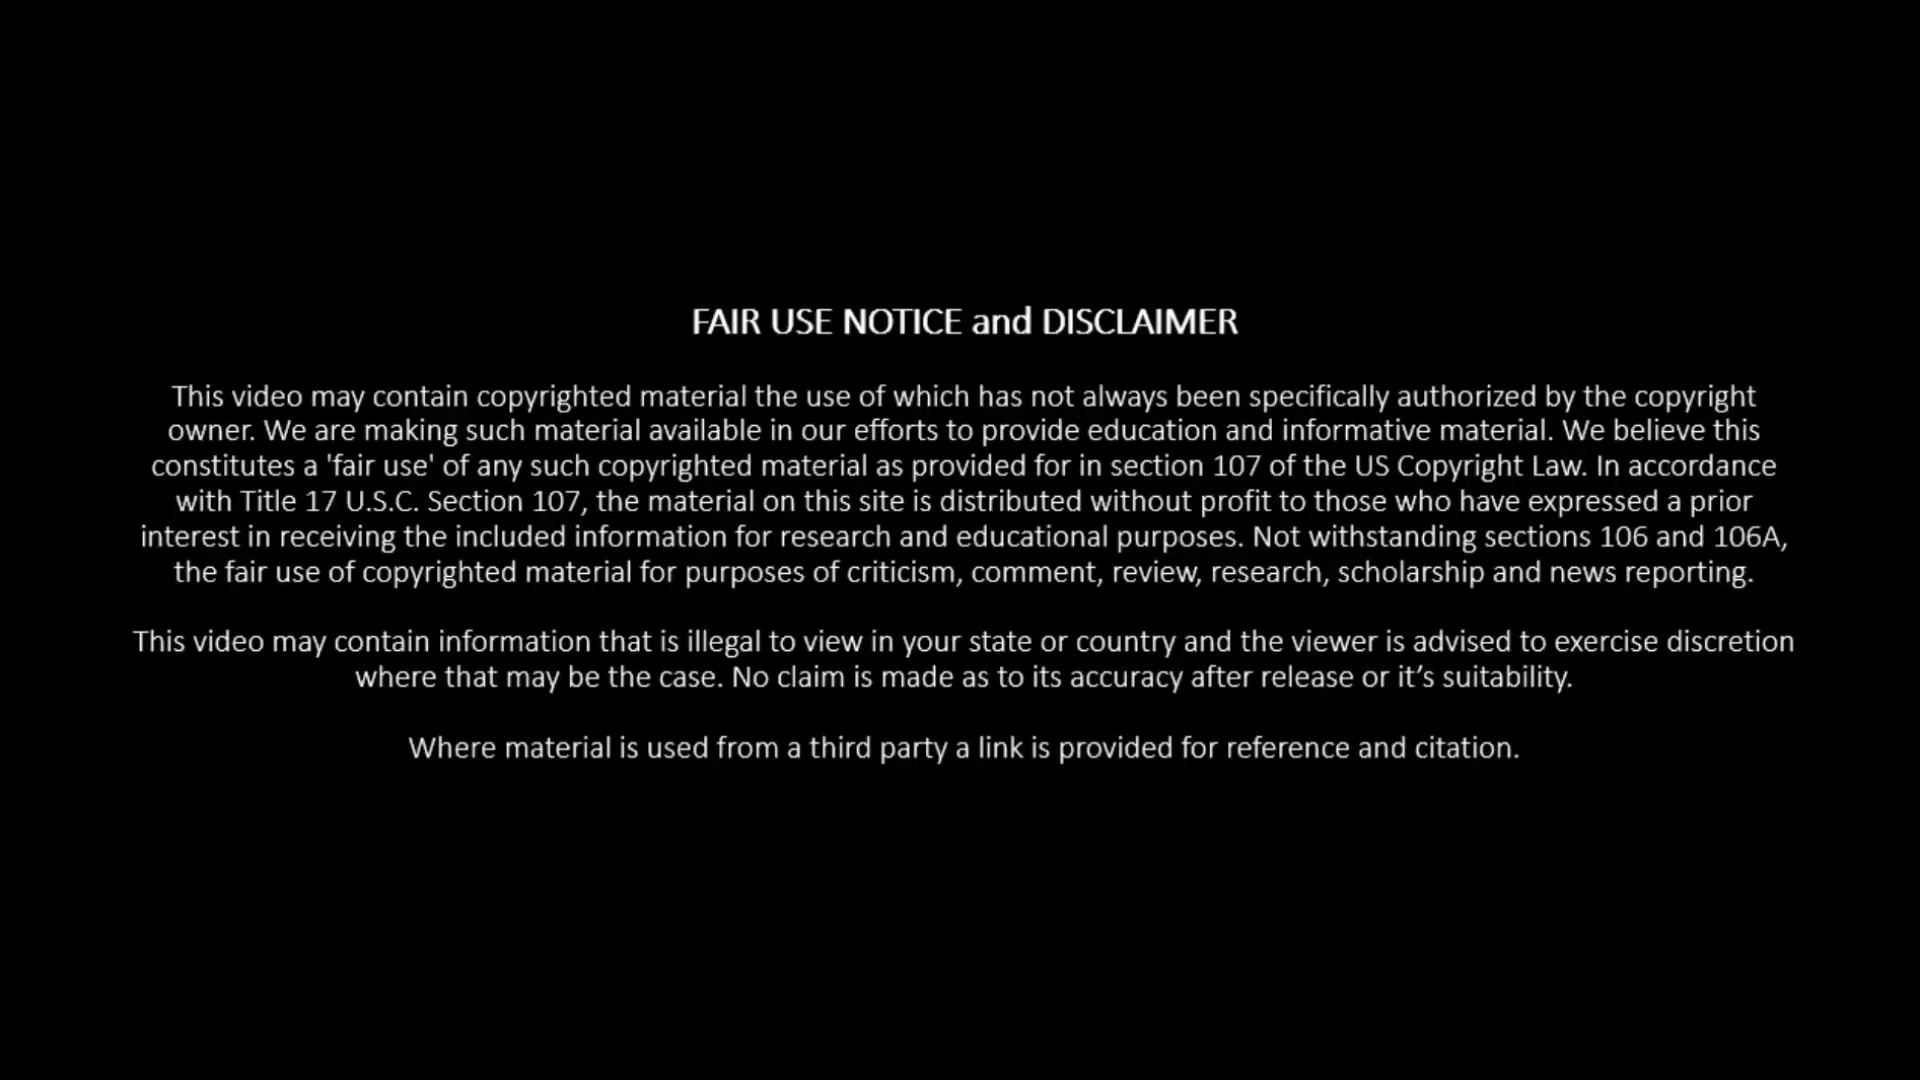 FAIR USE NOTICE and DISCLAIMER
This video may contain copyrighted material the use of which has not always been specifically authorized by the copyright
owner. We are making such material available in our efforts to provide education and informative material. We believe this
constitutes a 'fair use' of any such copyrighted material as provided for in section 107 of the US Copyright Law. In accordance
with Title 17 U.S.C. Section 107, the material on this site is distributed without profit to those who have expressed a prior
interest in receiving the included information for research and educational purposes. Not withstanding sections 106 and 106A,
the fair use of copyrighted material for purposes of criticism, comment, review, research, scholarship and news reporting.
This video may contain information that is illegal to view in your state or country and the viewer is advised to exercise discretion
where that may be the case. No claim is made as to its accuracy after release or it’s suitability.
Where material is used from a third party a link is provided for reference and citation.